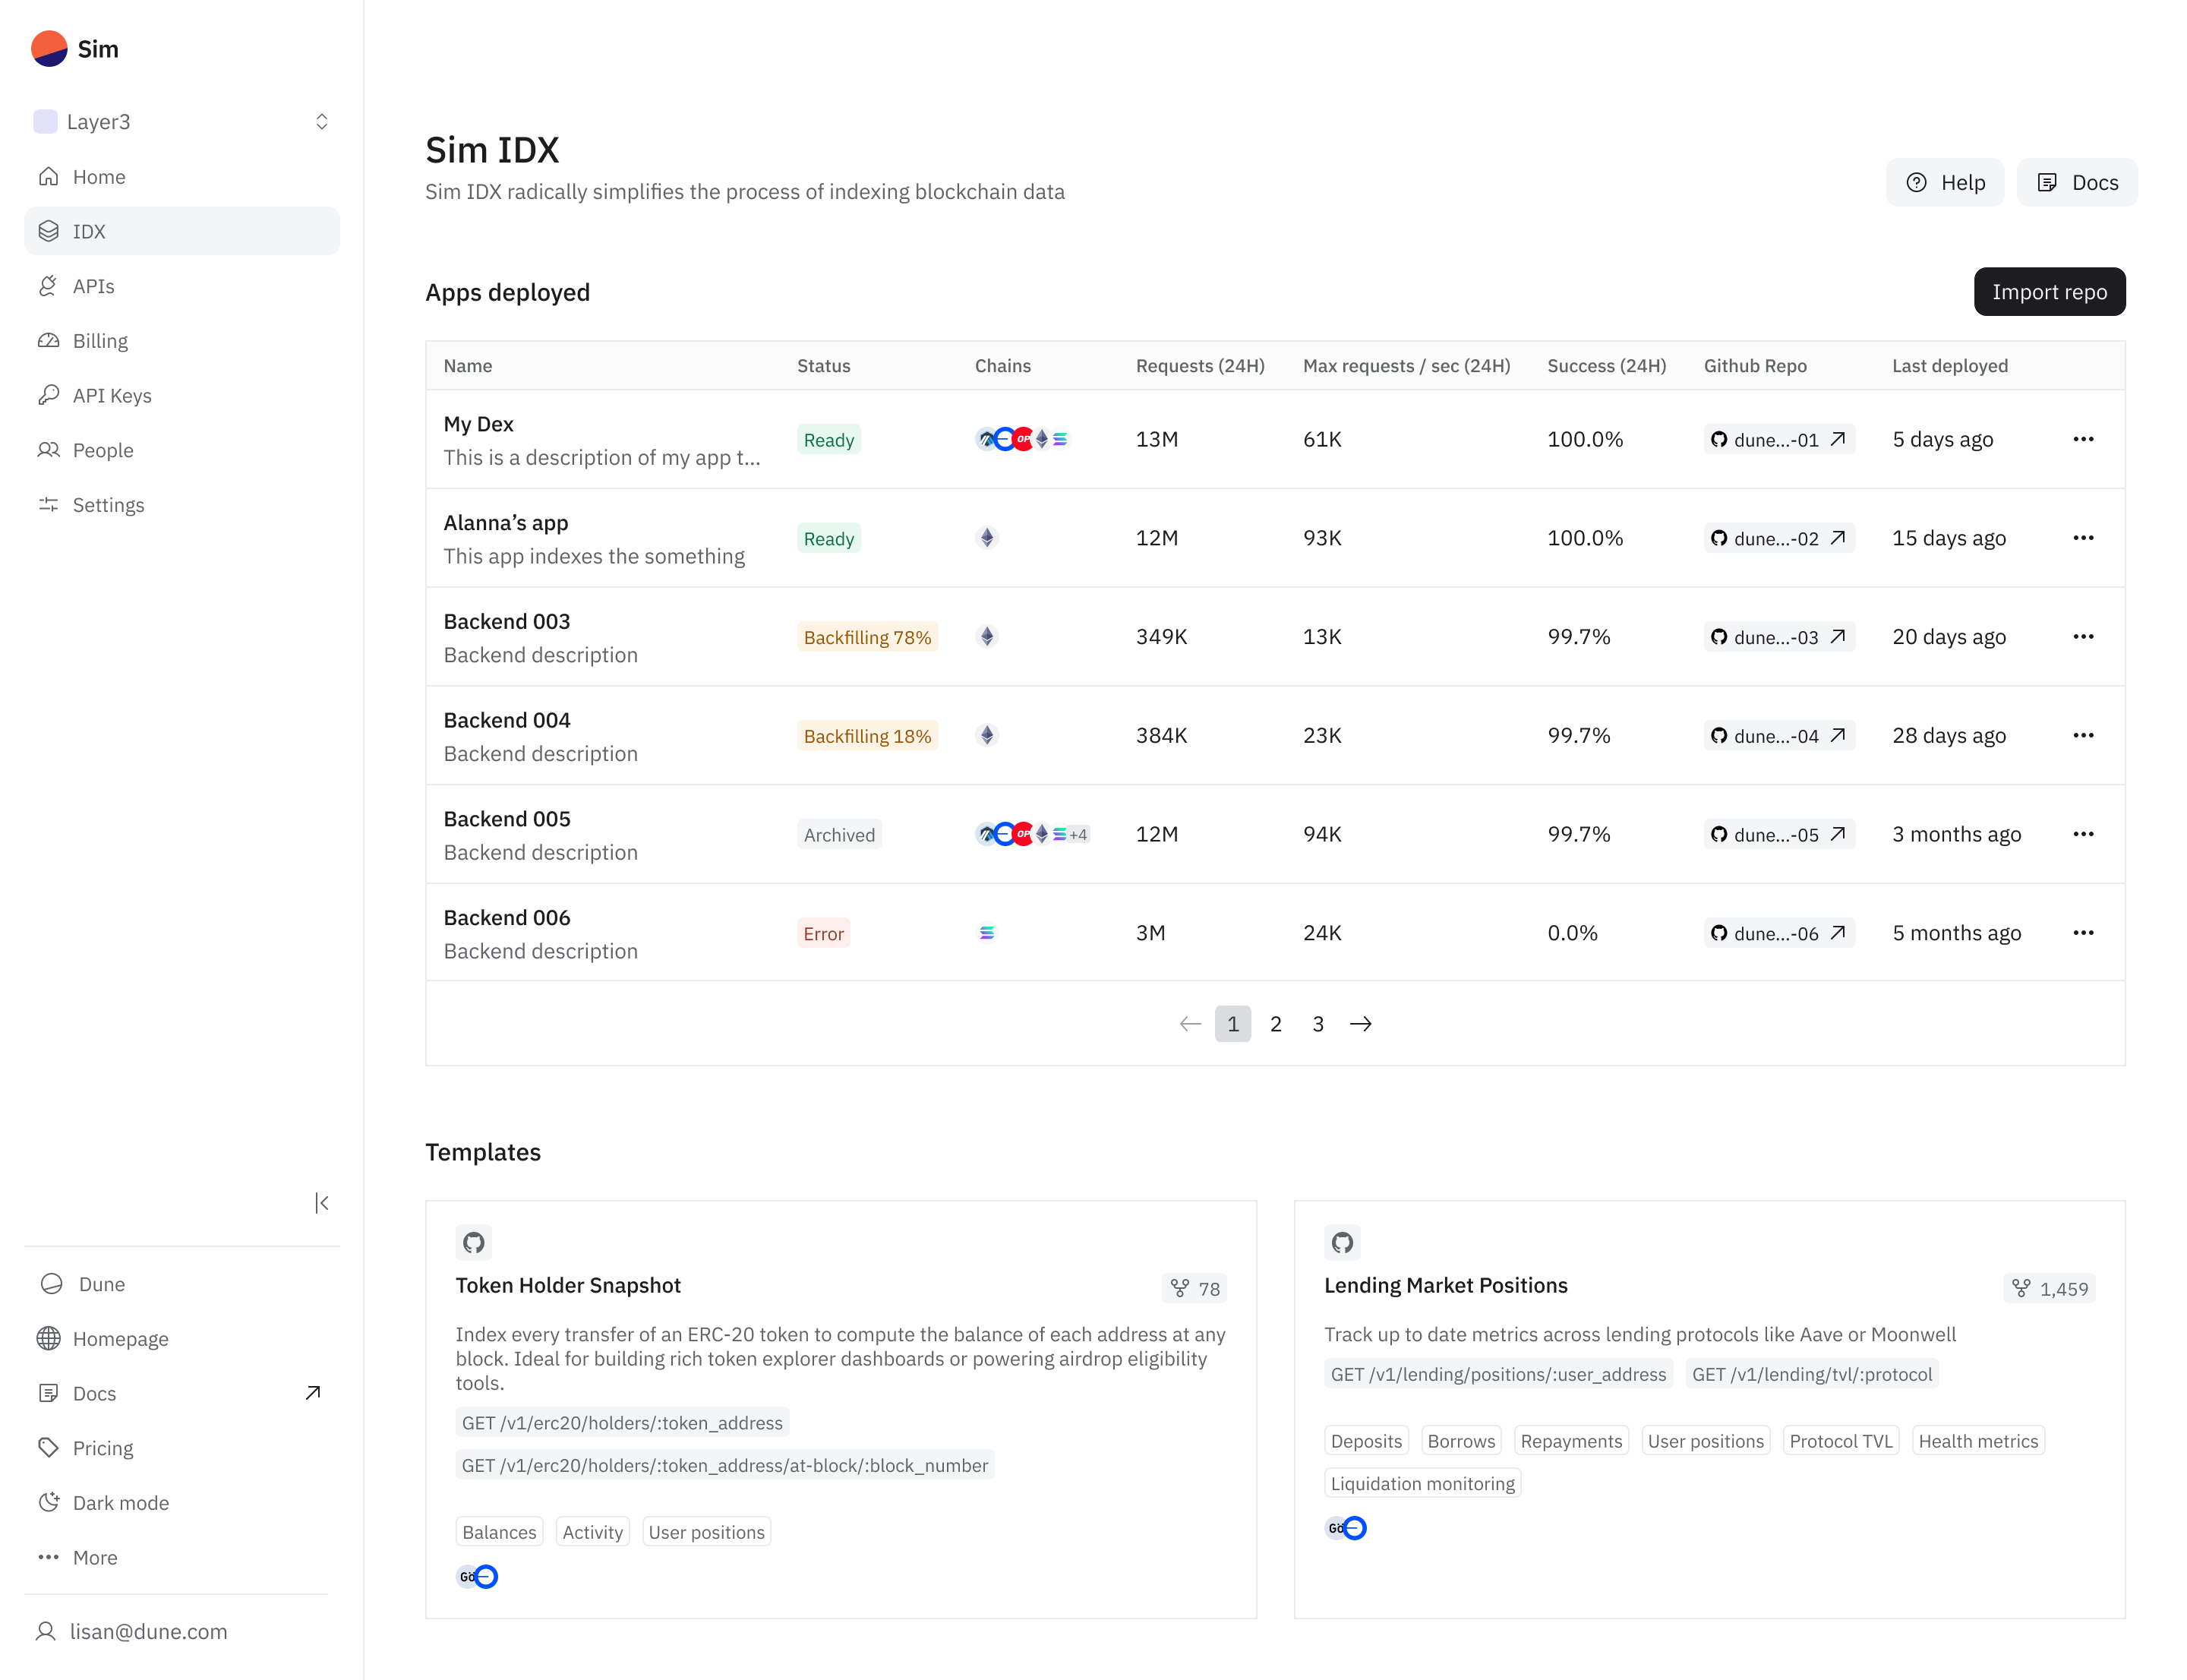 Sim
Layer3
Home
IDX
APIs
Billing
API Keys
People
Settings
Dune
Homepage
Docs
Pricing
Dark mode
More
lisan@dune.com
Sim IDX
Sim IDX radically simplifies the process of indexing blockchain data
Help
Docs
Apps deployed
Import repo
Name Status Chains Requests (24H) Max requests / sec (24H) Success (24H) Github Repo Last deployed
My Dex
This is a description of my app t...
Ready OP 13M 61K 100.0% dune...-01 5 days ago
Alanna’s app
This app indexes the something
Ready 12M 93K 100.0% dune...-02 15 days ago
Backend 003
Backend description
Backfilling 78% 349K 13K 99.7% dune...-03 20 days ago
Backend 004
Backend description
Backfilling 18% 384K 23K 99.7% dune...-04 28 days ago
Backend 005
Backend description
Archived OP +4 12M 94K 99.7% dune...-05 3 months ago
Backend 006
Backend description
Error 3M 24K 0.0% dune...-06 5 months ago
1 2 3
Templates
Token Holder Snapshot
78
Index every transfer of an ERC-20 token to compute the balance of each address at any
block. Ideal for building rich token explorer dashboards or powering airdrop eligibility
tools.
GET /v1/erc20/holders/:token_address
GET /v1/erc20/holders/:token_address/at-block/:block_number
Balances Activity User positions
Lending Market Positions
1,459
Track up to date metrics across lending protocols like Aave or Moonwell
GET /v1/lending/positions/:user_address GET /v1/lending/tvl/:protocol
Deposits Borrows Repayments User positions Protocol TVL Health metrics
Liquidation monitoring